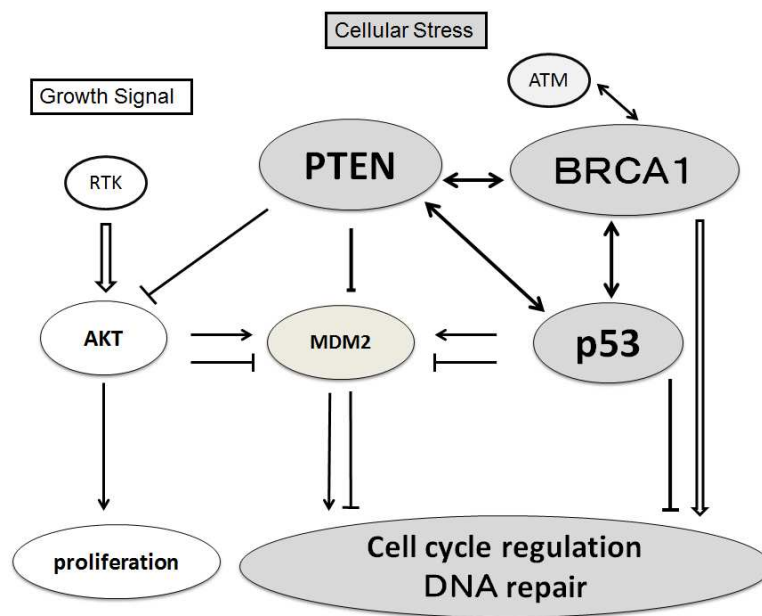 Cellular Stress
ATM
Growth Signal
PTEN
BRCA1
RTK
AKT
MDM2
p53
proliferation
Cell cycle regulation
DNA repair